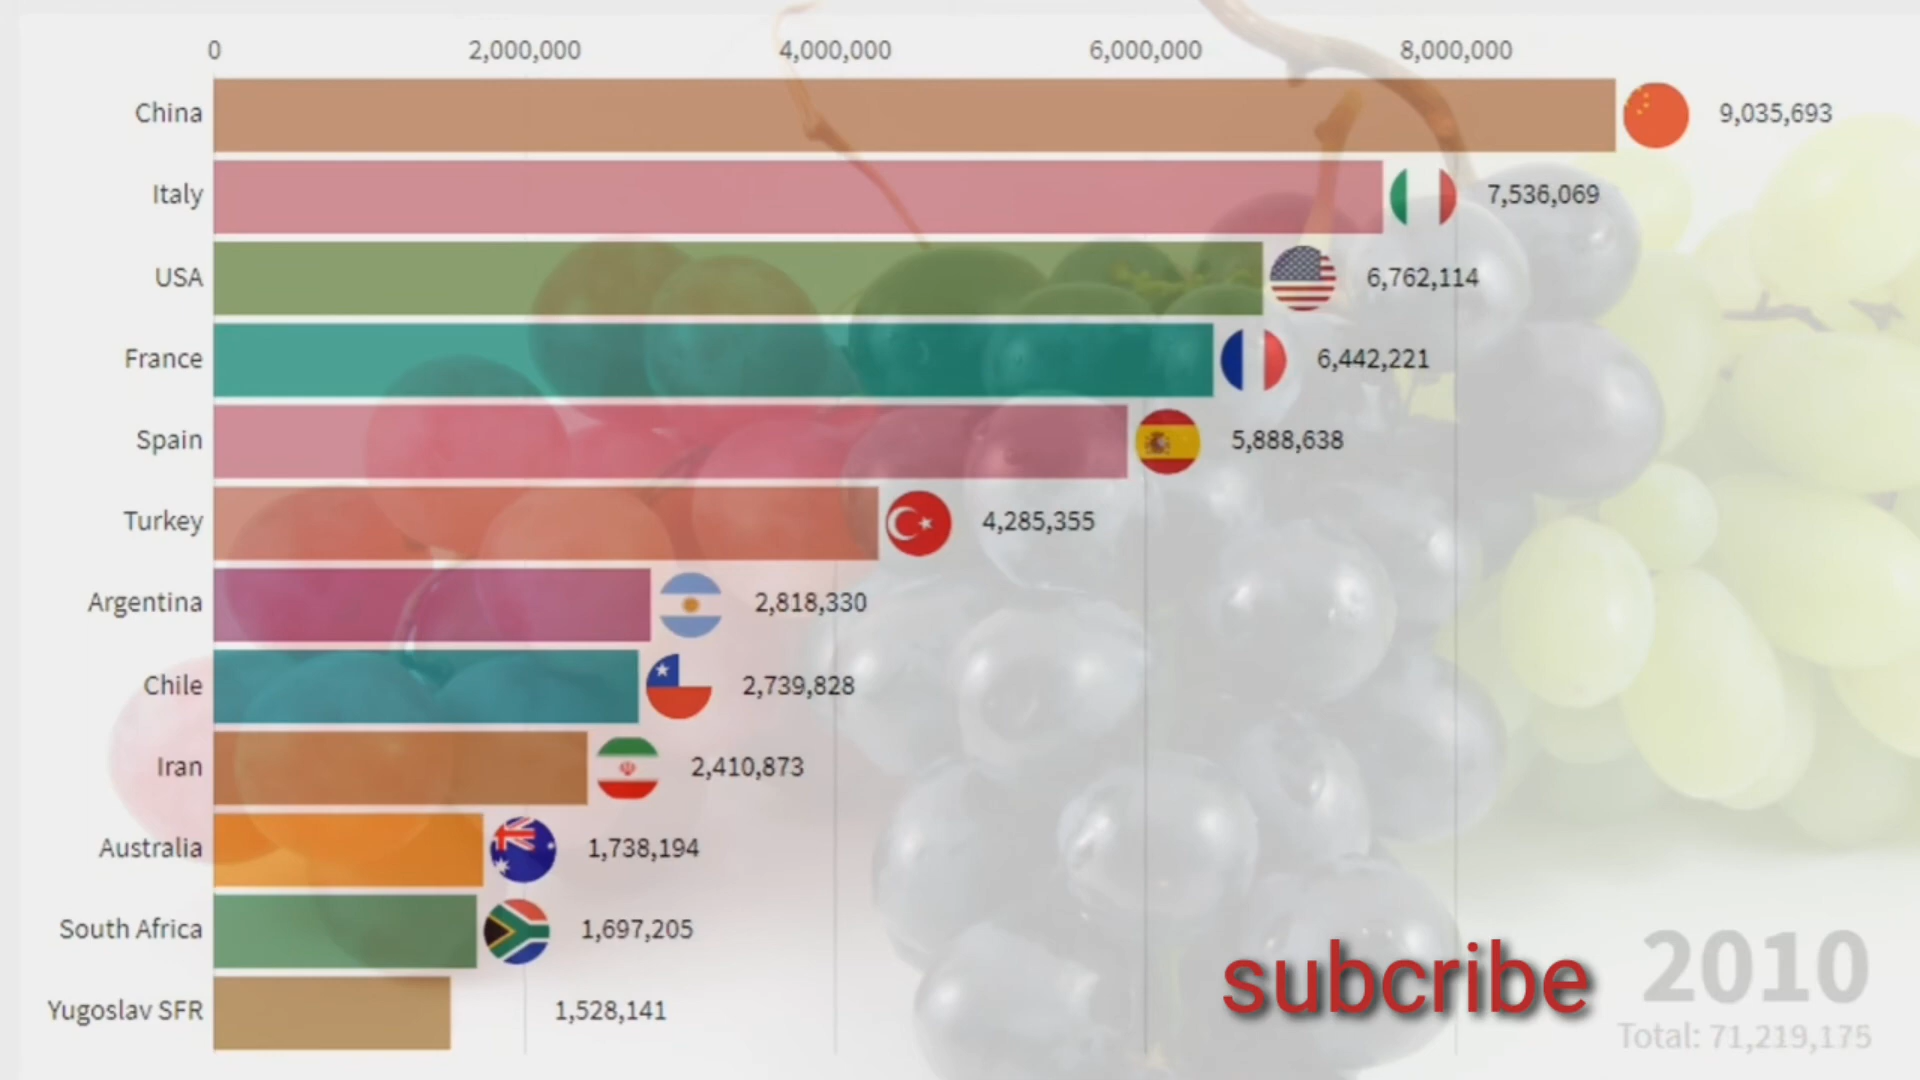 0 2,000,000 4,000,000 6,000,000 8,000,000
China 9,035,693
Italy 7,536,069
USA 6,762,114
France 6,442,221
Spain 5,888,638
Turkey 4,285,355
Argentina 2,818,330
Chile 2,739,828
Iran 2,410,873
Australia 1,738,194
South Africa 1,697,205
Yugoslav SFR 1,528,141
subcribe
2010
Total: 71,219,175